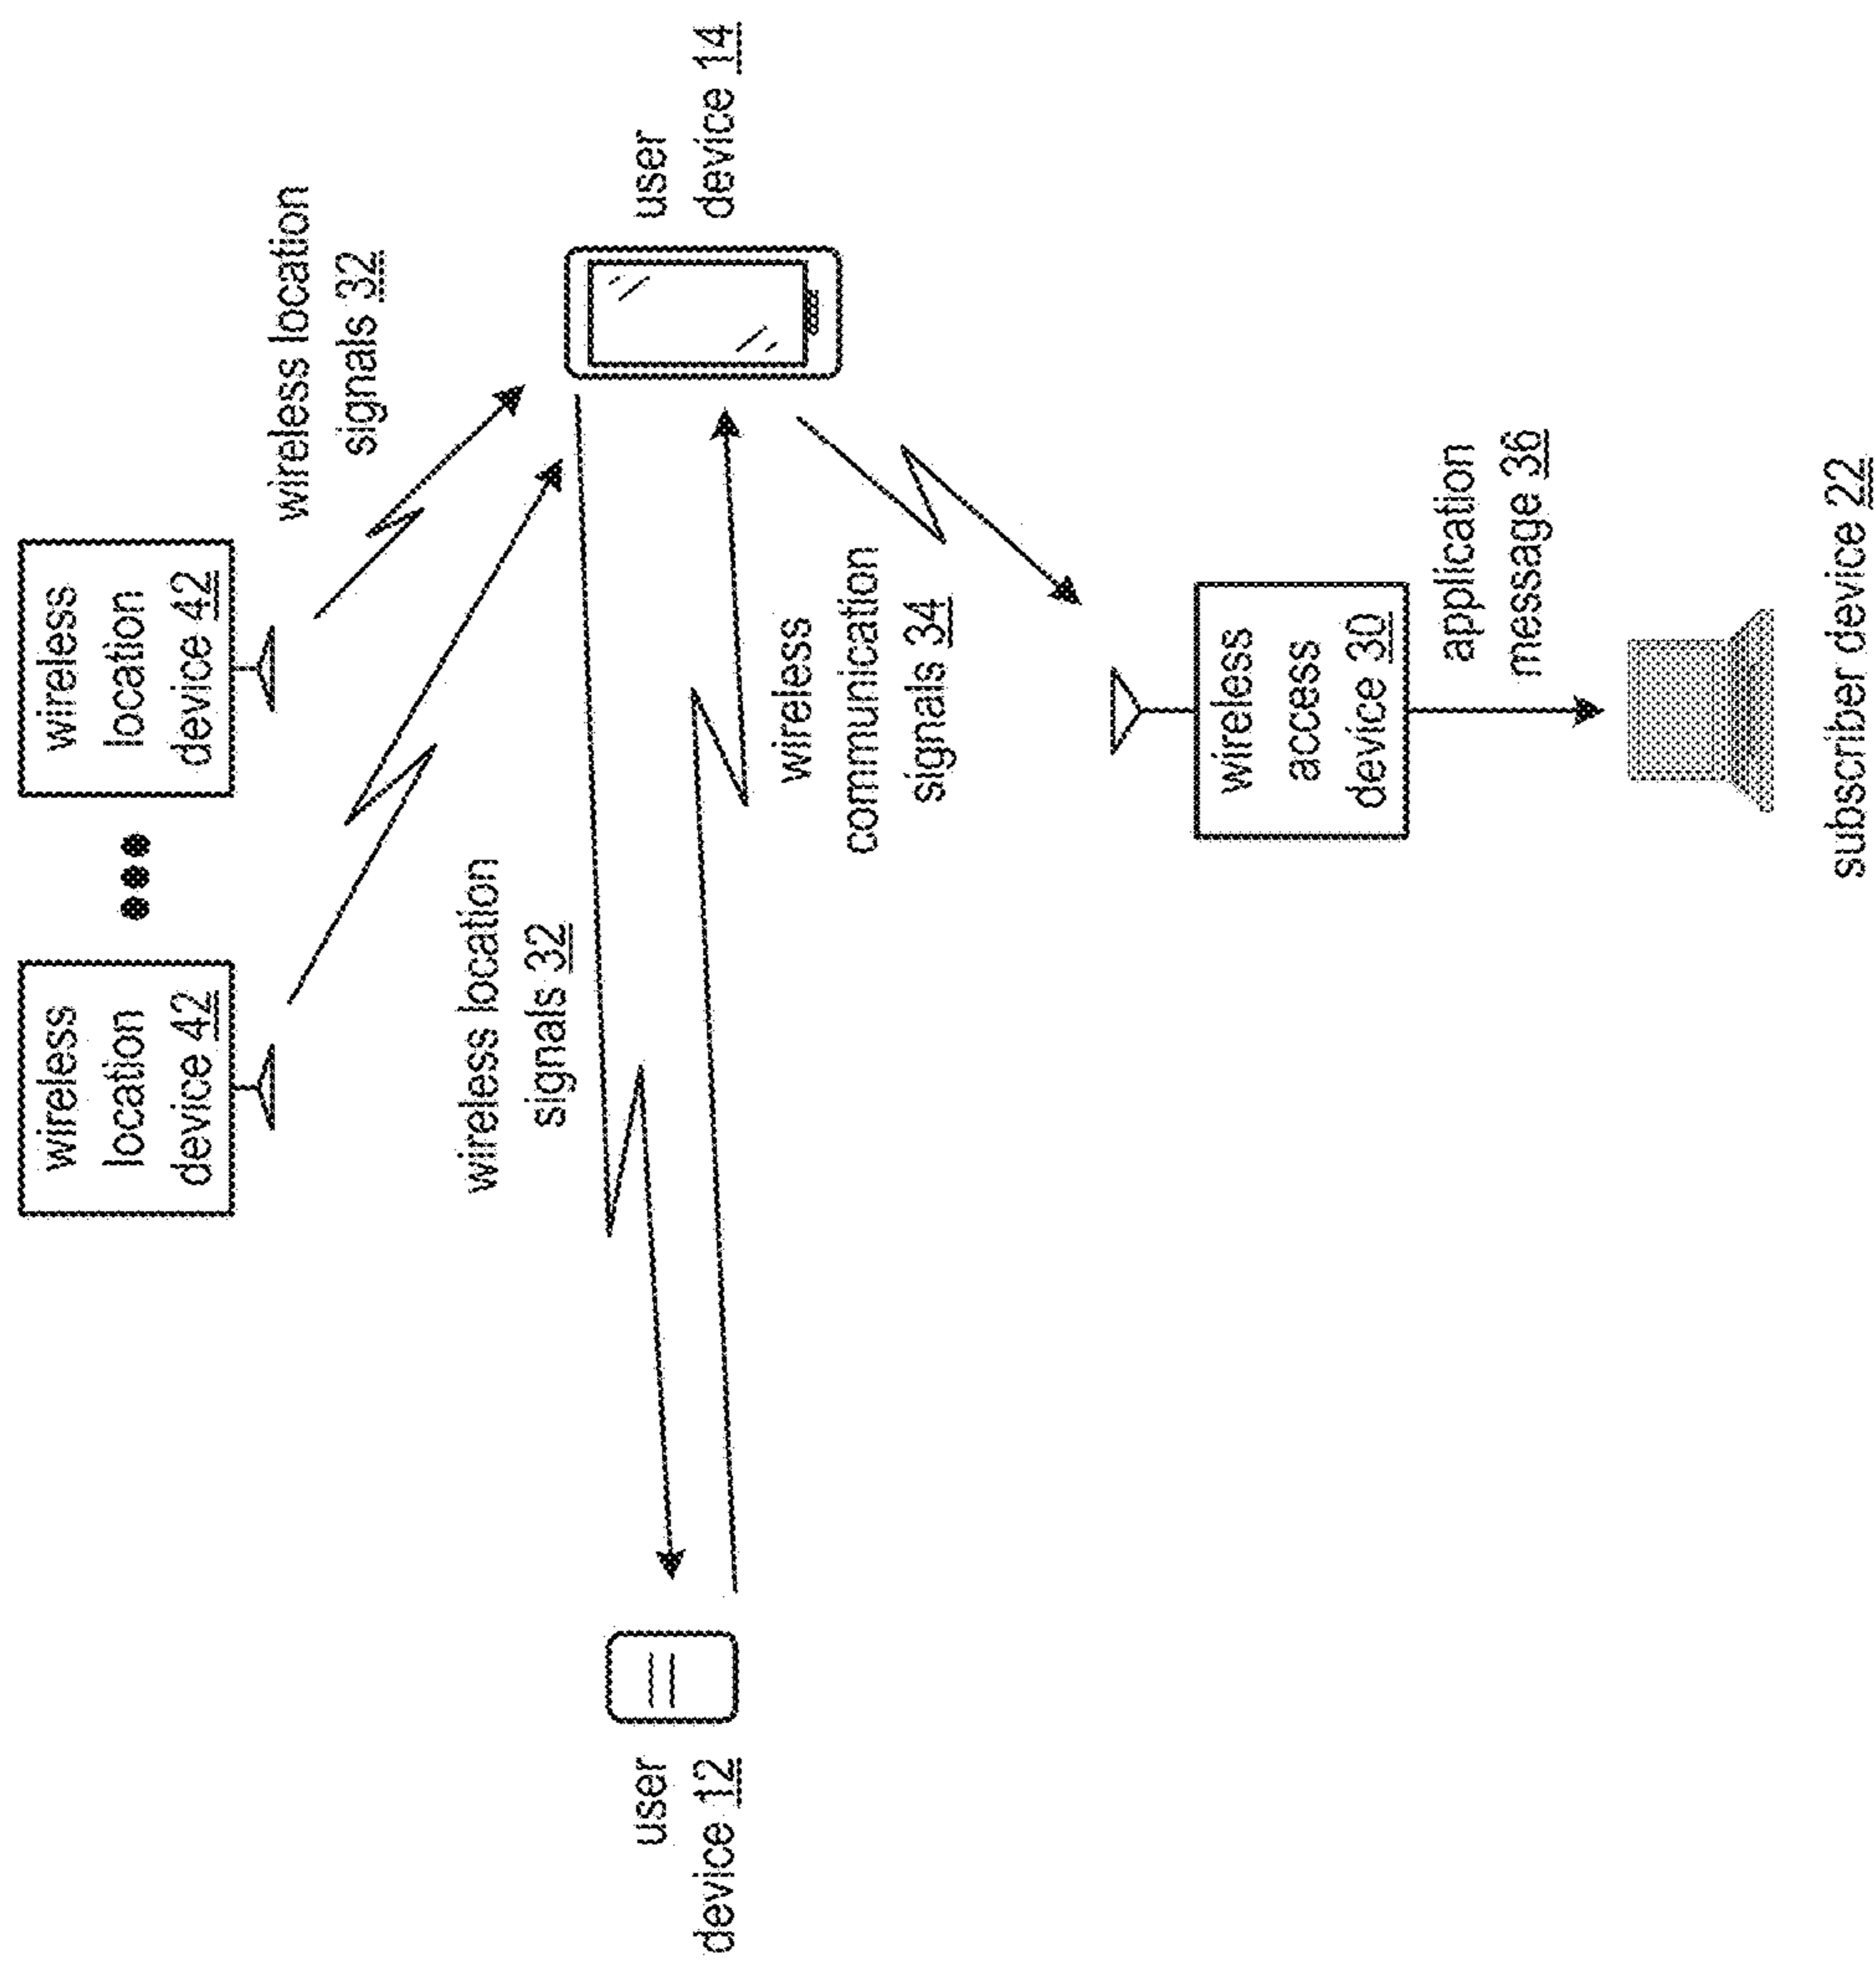 wireless
location
device 42
wireless
location
device 42
wireless location
signals 32
wireless location
signals 32
user
device 12
user
device 14
wireless
communication
signals 34
wireless
access
device 30
application
message 36
subscriber device 22